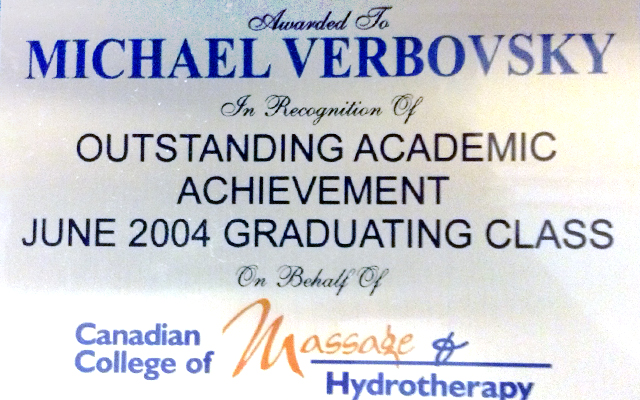 Awarded To
MICHAEL VERBOVSKY
In Recognition Of
OUTSTANDING ACADEMIC
ACHIEVEMENT
JUNE 2004 GRADUATING CLASS
On Behalf Of
Canadian
College of Massage &
Hydrotherapy